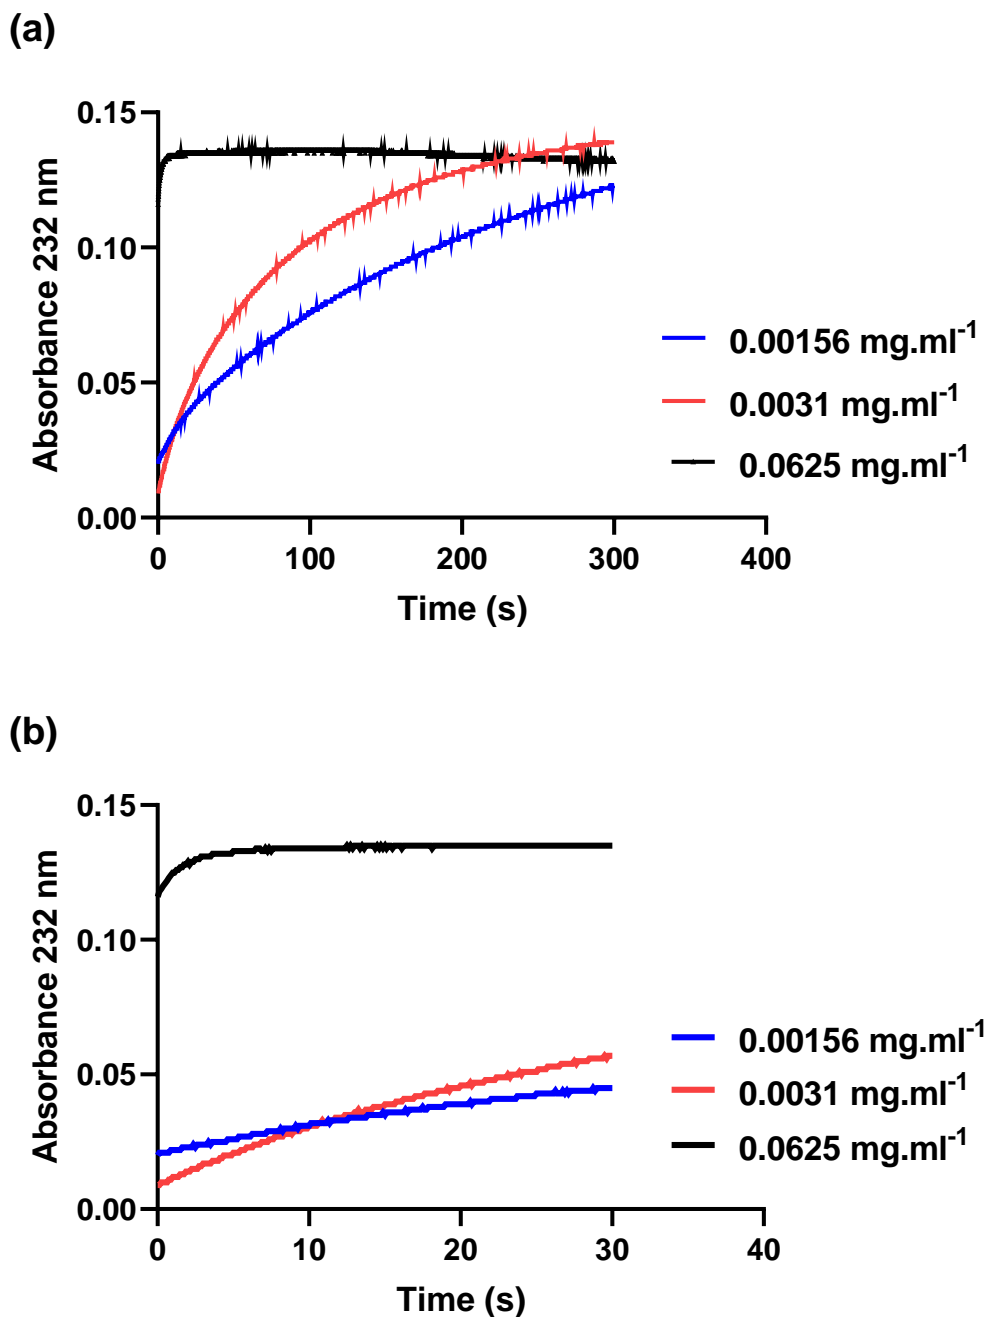 (a)
Absorbance 232 nm
0.15
0.10
0.05
0.00
0 100 200 300 400
Time (s)
0.00156 mg.ml⁻¹
0.0031 mg.ml⁻¹
0.0625 mg.ml⁻¹
(b)
Absorbance 232 nm
0.15
0.10
0.05
0.00
0 10 20 30 40
Time (s)
0.00156 mg.ml⁻¹
0.0031 mg.ml⁻¹
0.0625 mg.ml⁻¹